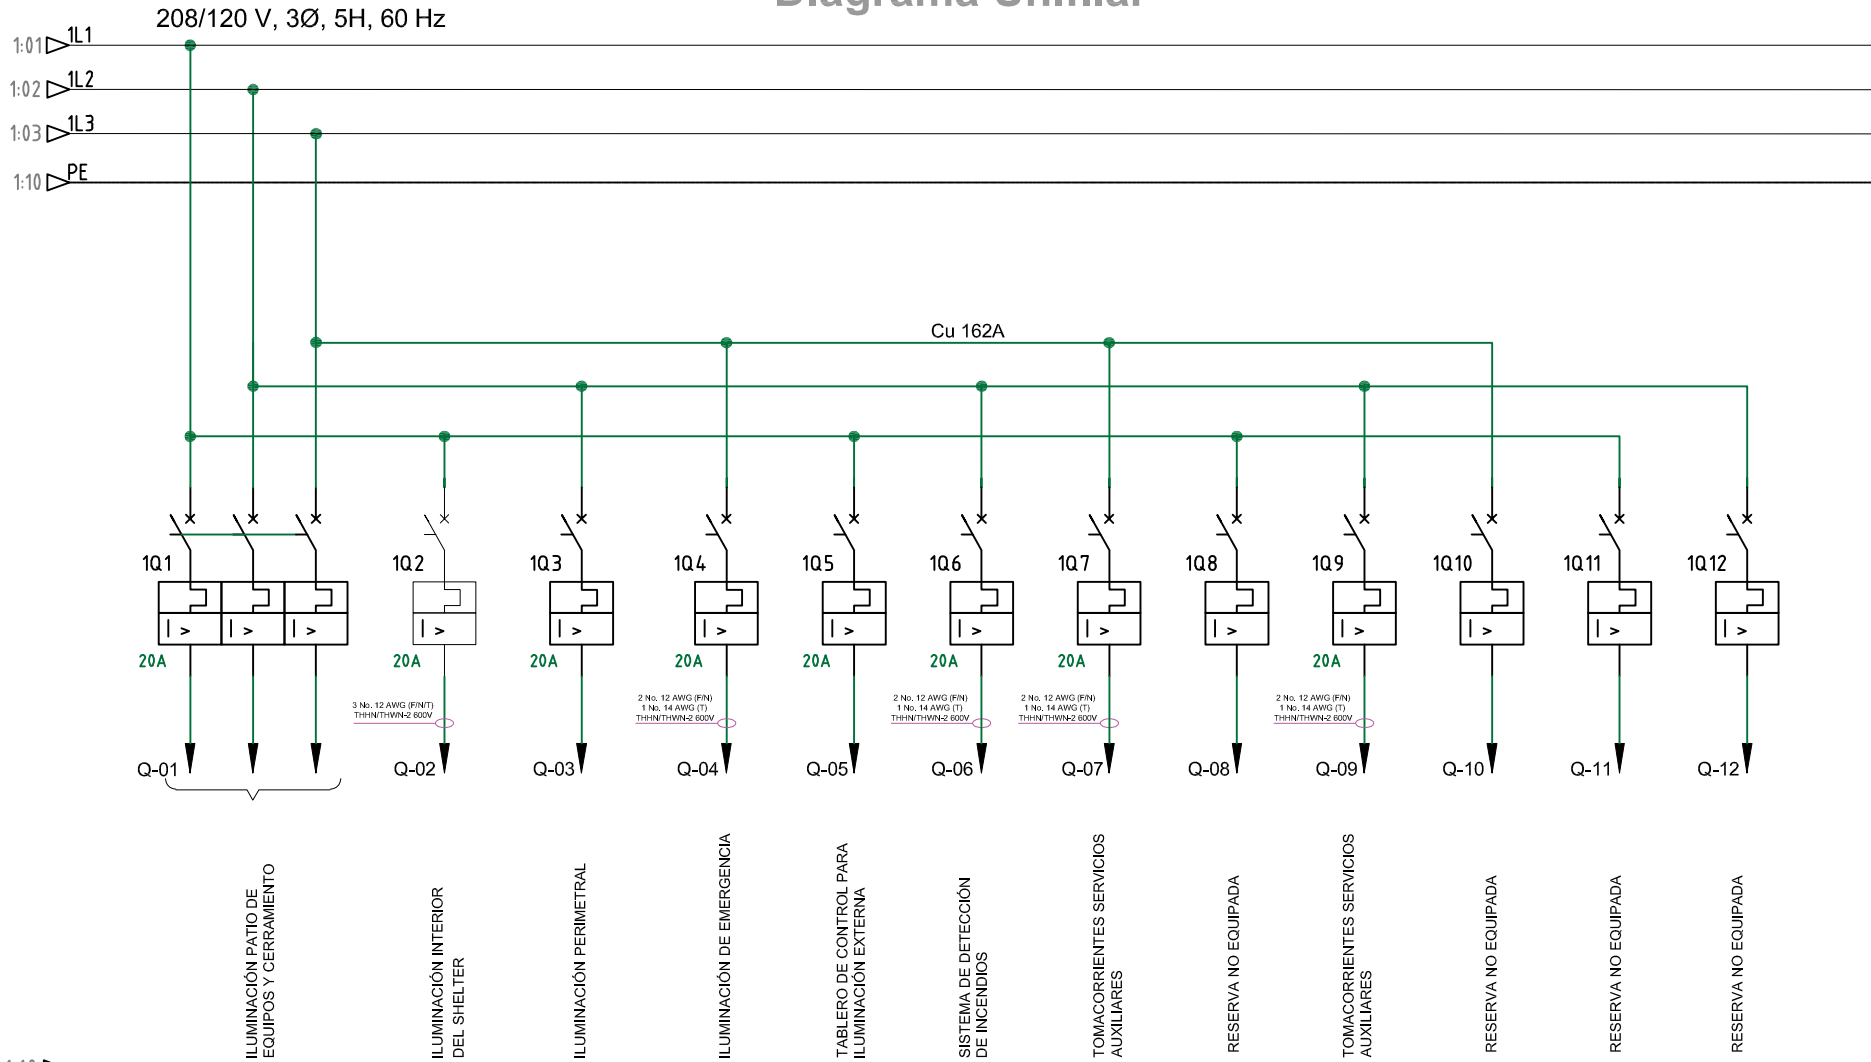 Diagrama Unifilar
208/120 V, 3Ø, 5H, 60 Hz
1:01 1L1
1:02 1L2
1:03 1L3
1:10 PE
Cu 162A
1Q1 1Q2 1Q3 1Q4 1Q5 1Q6 1Q7 1Q8 1Q9 1Q10 1Q11 1Q12
I > I > I > I > I > I > I > I > I > I > I > I > I > I >
20A 20A 20A 20A 20A 20A 20A 20A
3 No. 12 AWG (F/N/T)
THHN/THWN-2 600V
2 No. 12 AWG (F/N)
1 No. 14 AWG (T)
THHN/THWN-2 600V
2 No. 12 AWG (F/N)
1 No. 14 AWG (T)
THHN/THWN-2 600V
2 No. 12 AWG (F/N)
1 No. 14 AWG (T)
THHN/THWN-2 600V
2 No. 12 AWG (F/N)
1 No. 14 AWG (T)
THHN/THWN-2 600V
Q-01 Q-02 Q-03 Q-04 Q-05 Q-06 Q-07 Q-08 Q-09 Q-10 Q-11 Q-12
ILUMINACIÓN PATIO DE
EQUIPOS Y CERRAMIENTO
ILUMINACIÓN INTERIOR
DEL SHELTER
ILUMINACIÓN PERIMETRAL
ILUMINACIÓN DE EMERGENCIA
TABLERO DE CONTROL PARA
ILUMINACIÓN EXTERNA
SISTEMA DE DETECCIÓN
DE INCENDIOS
TOMACORRIENTES SERVICIOS
AUXILIARES
RESERVA NO EQUIPADA
TOMACORRIENTES SERVICIOS
AUXILIARES
RESERVA NO EQUIPADA
RESERVA NO EQUIPADA
RESERVA NO EQUIPADA